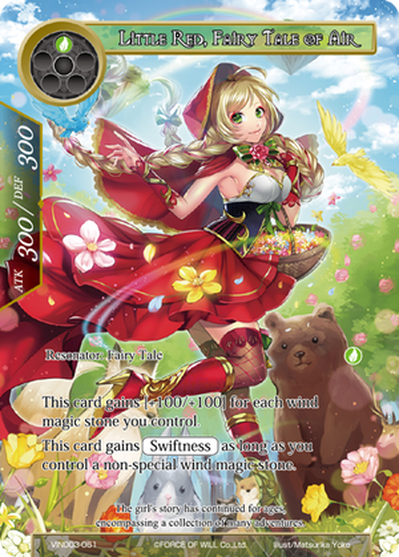 Little Red, Fairy Tale of Air
ATK 300 / DEF 300
Resonator: Fairy Tale
This card gains [+100/+100] for each wind
magic stone you control.
This card gains Swiftness as long as you
control a non-special wind magic stone.
The girl's story has continued for ages,
encompassing a collection of many adventures.
VIN003-061 ©FORCE OF WILL Co.,Ltd. Illust/Matsurika Yoko